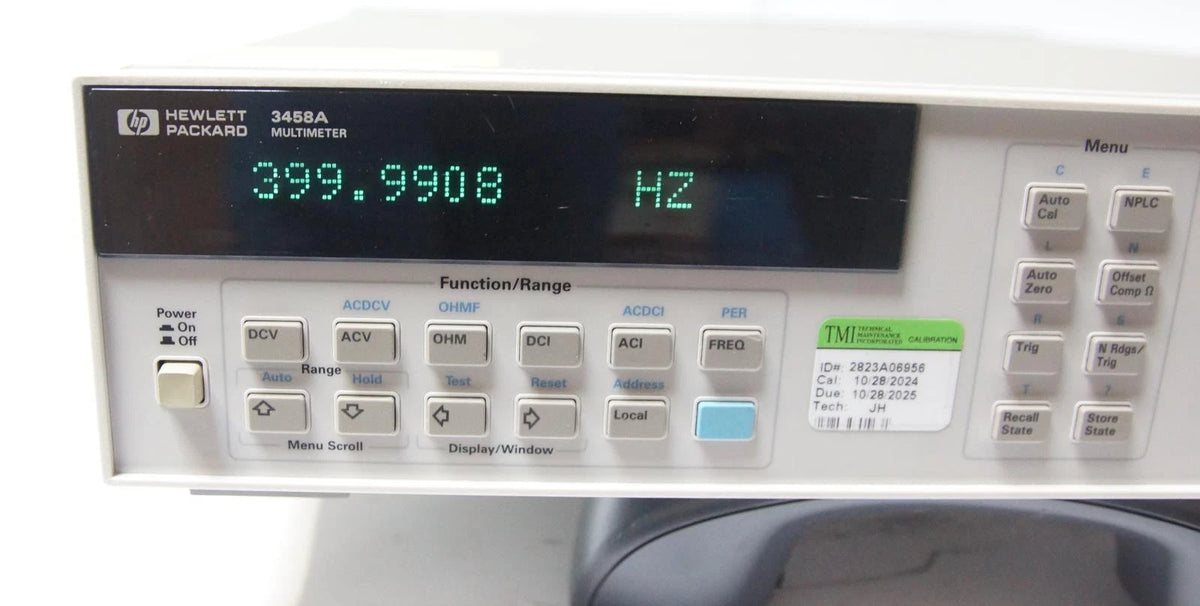 hp HEWLETT PACKARD 3458A MULTIMETER
399.9908 HZ
Menu
C E
Auto Cal NPLC
L N
Auto Zero Offset Comp Ω
R S
Trig N Rdgs/ Trig
T ?
Recall State Store State
Function/Range
Power
On
Off
ACDCV OHMF ACDCI PER
DCV ACV OHM DCI ACI FREQ
Range
Auto Hold Test Reset Address
Local
Menu Scroll Display/Window
TMI TECHNICAL MAINTENANCE INCORPORATED CALIBRATION
ID#: 2823A06956
Cal: 10/28/2024
Due: 10/28/2025
Tech: JH